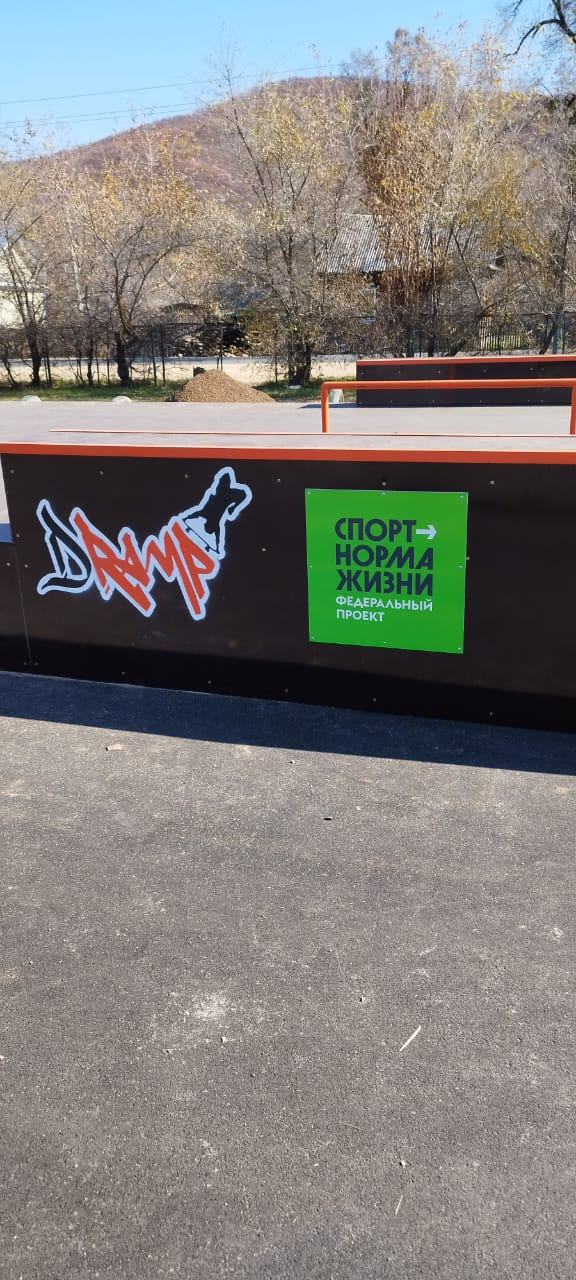 DRAMP
СПОРТ→
НОРМА
ЖИЗНИ
ФЕДЕРАЛЬНЫЙ
ПРОЕКТ